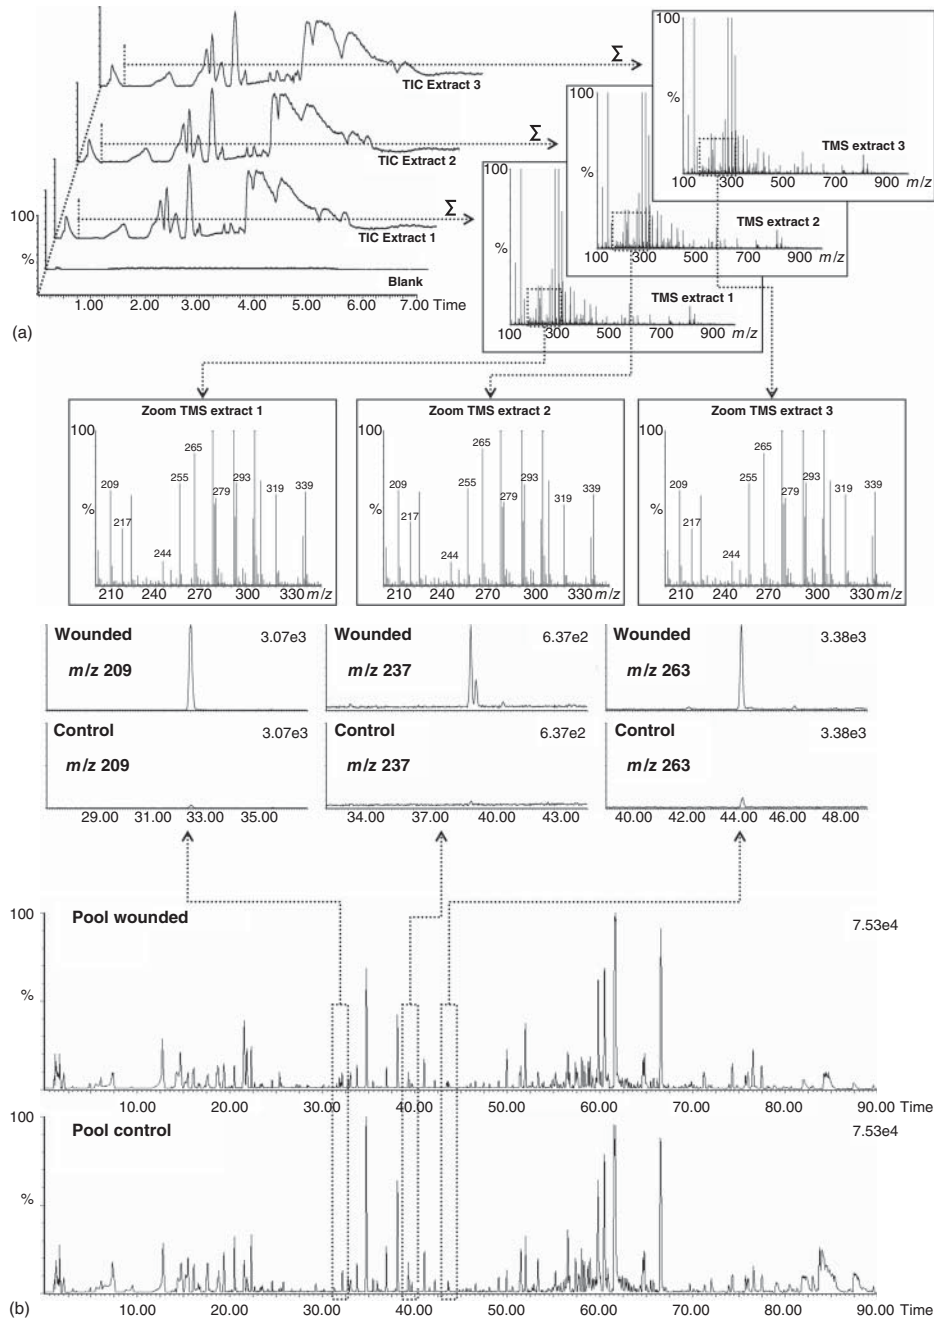 100
%
TIC Extract 3
TIC Extract 2
TIC Extract 1
Blank
1.00 2.00 3.00 4.00 5.00 6.00 7.00 Time
(a)
Σ
Σ
Σ
100
%
TMS extract 3
100 300 500 700 900 m/z
100
%
TMS extract 2
100 300 500 700 900 m/z
100
%
TMS extract 1
100 300 500 700 900 m/z
Zoom TMS extract 1
100
%
209
217
244
255
265
279
293
319
339
210 240 270 300 330 m/z
Zoom TMS extract 2
100
%
209
217
244
255
265
279
293
319
339
210 240 270 300 330 m/z
Zoom TMS extract 3
100
%
209
217
244
255
265
279
293
319
339
210 240 270 300 330 m/z
Wounded 3.07e3
m/z 209
Control 3.07e3
m/z 209
29.00 31.00 33.00 35.00
Wounded 6.37e2
m/z 237
Control 6.37e2
m/z 237
34.00 37.00 40.00 43.00
Wounded 3.38e3
m/z 263
Control 3.38e3
m/z 263
40.00 42.00 44.00 46.00 48.00
100
Pool wounded
7.53e4
%
10.00 20.00 30.00 40.00 50.00 60.00 70.00 80.00 90.00 Time
100
Pool control
7.53e4
%
10.00 20.00 30.00 40.00 50.00 60.00 70.00 80.00 90.00 Time
(b)